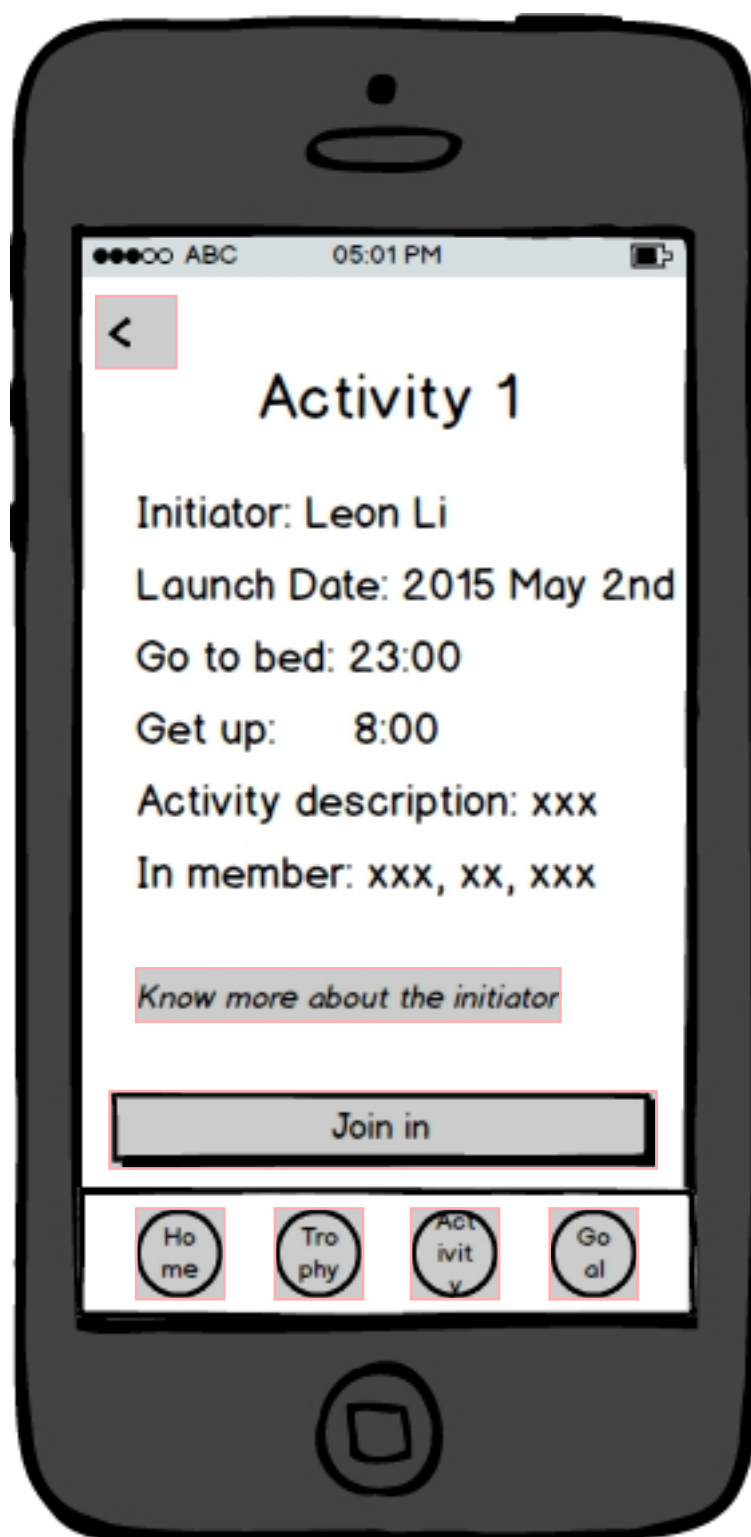 ABC 05:01 PM
<
Activity 1
Initiator: Leon Li
Launch Date: 2015 May 2nd
Go to bed: 23:00
Get up: 8:00
Activity description: xxx
In member: xxx, xx, xxx
Know more about the initiator
Join in
Ho
me
Tro
phy
Act
ivit
y
Go
al